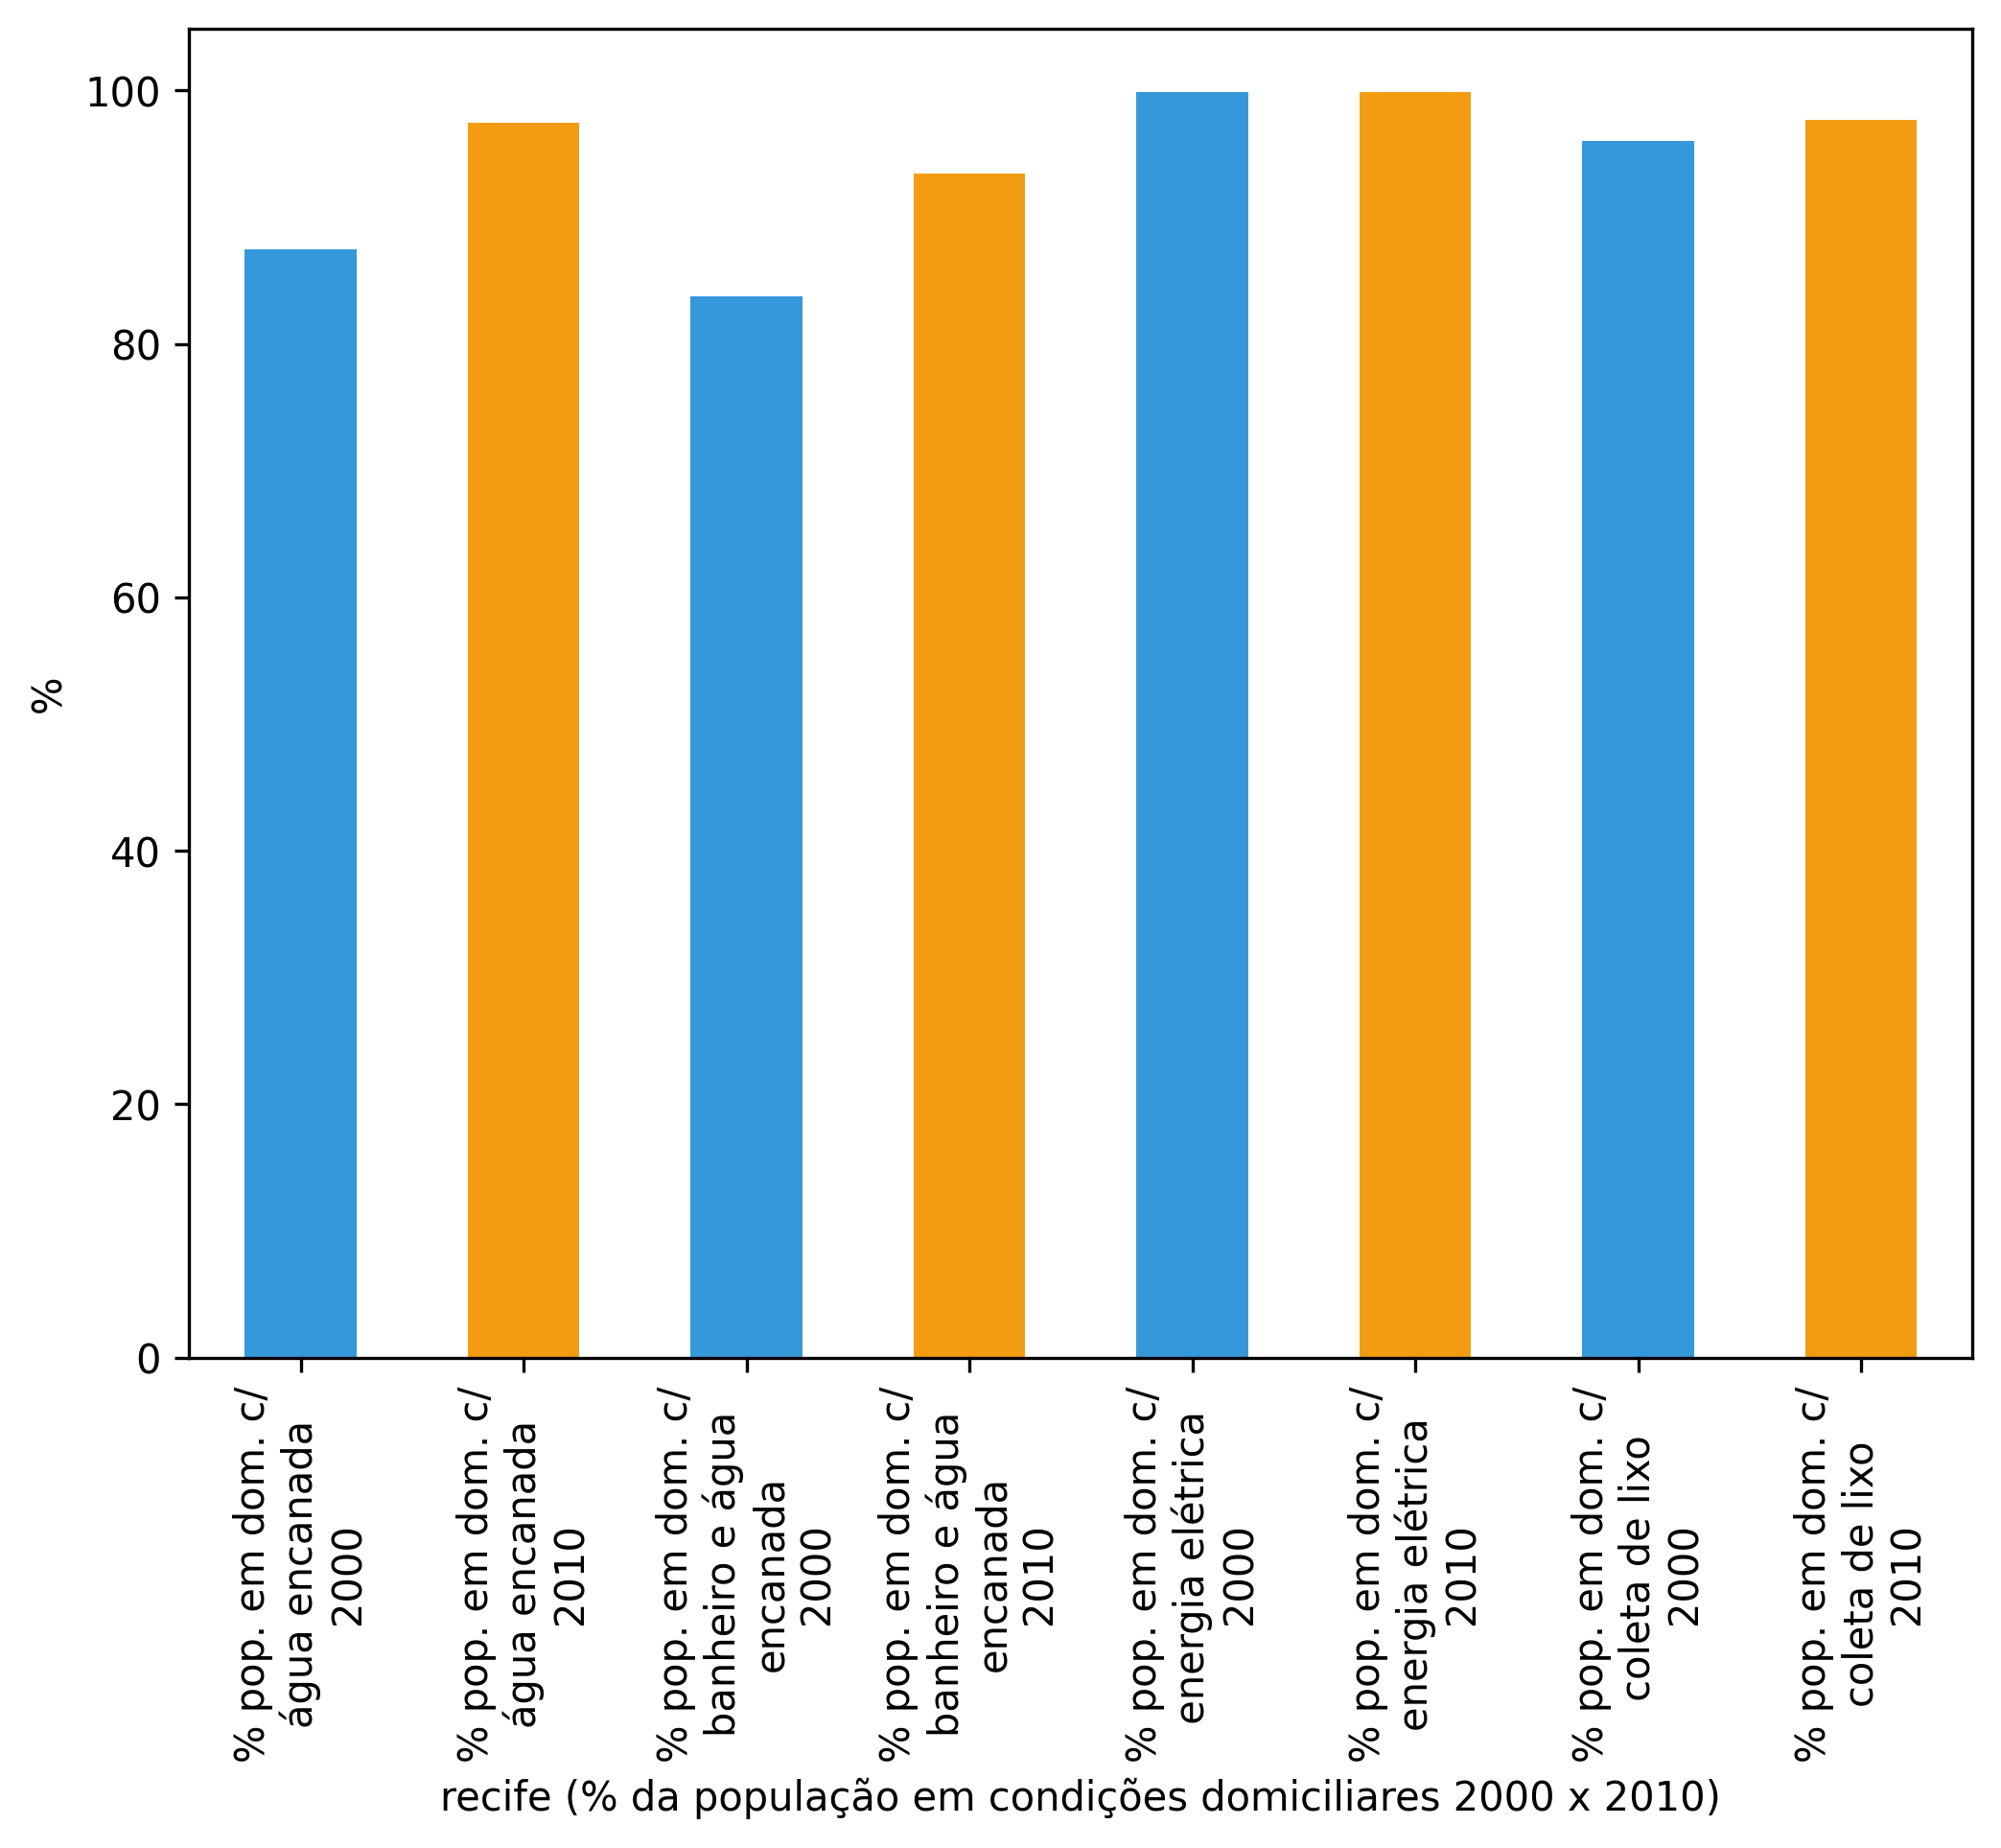 100
80
60
40
20
0
%
% pop. em dom. c/
água encanada
2000
% pop. em dom. c/
água encanada
2010
% pop. em dom. c/
banheiro e água
encanada
2000
% pop. em dom. c/
banheiro e água
encanada
2010
% pop. em dom. c/
energia elétrica
2000
% pop. em dom. c/
energia elétrica
2010
% pop. em dom. c/
coleta de lixo
2000
% pop. em dom. c/
coleta de lixo
2010
recife (% da população em condições domiciliares 2000 x 2010)